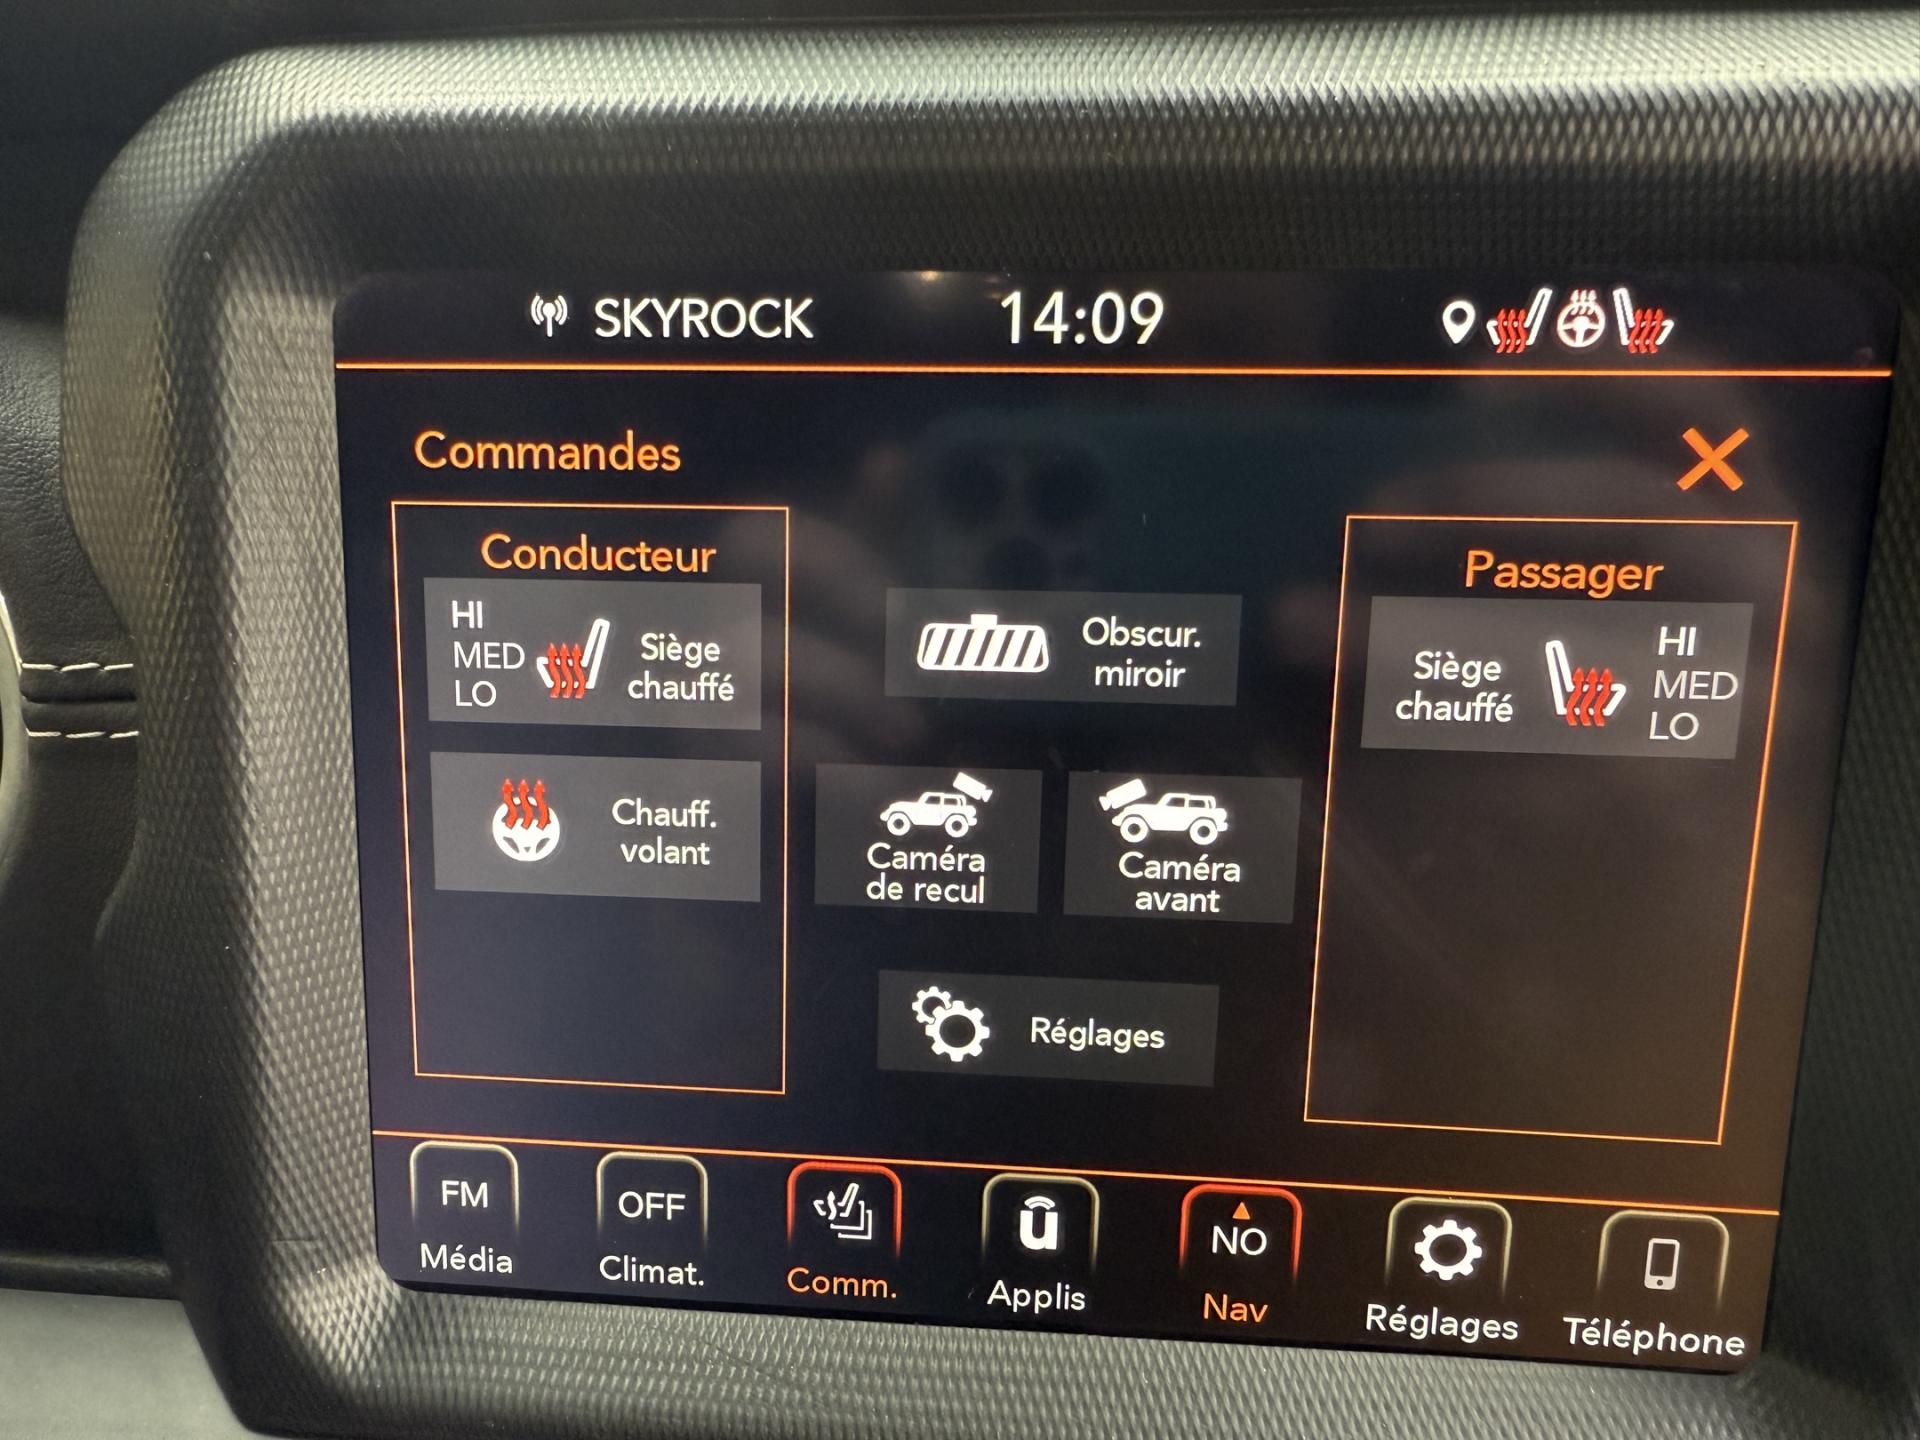 SKYROCK 14:09
Commandes
Conducteur
HI
MED
LO
Siège
chauffé
Chauff.
volant
Obscur.
miroir
Caméra
de recul
Caméra
avant
Réglages
Passager
Siège
chauffé
HI
MED
LO
FM
Média
OFF
Climat.
Comm.
u
Applis
NO
Nav
Réglages
Téléphone